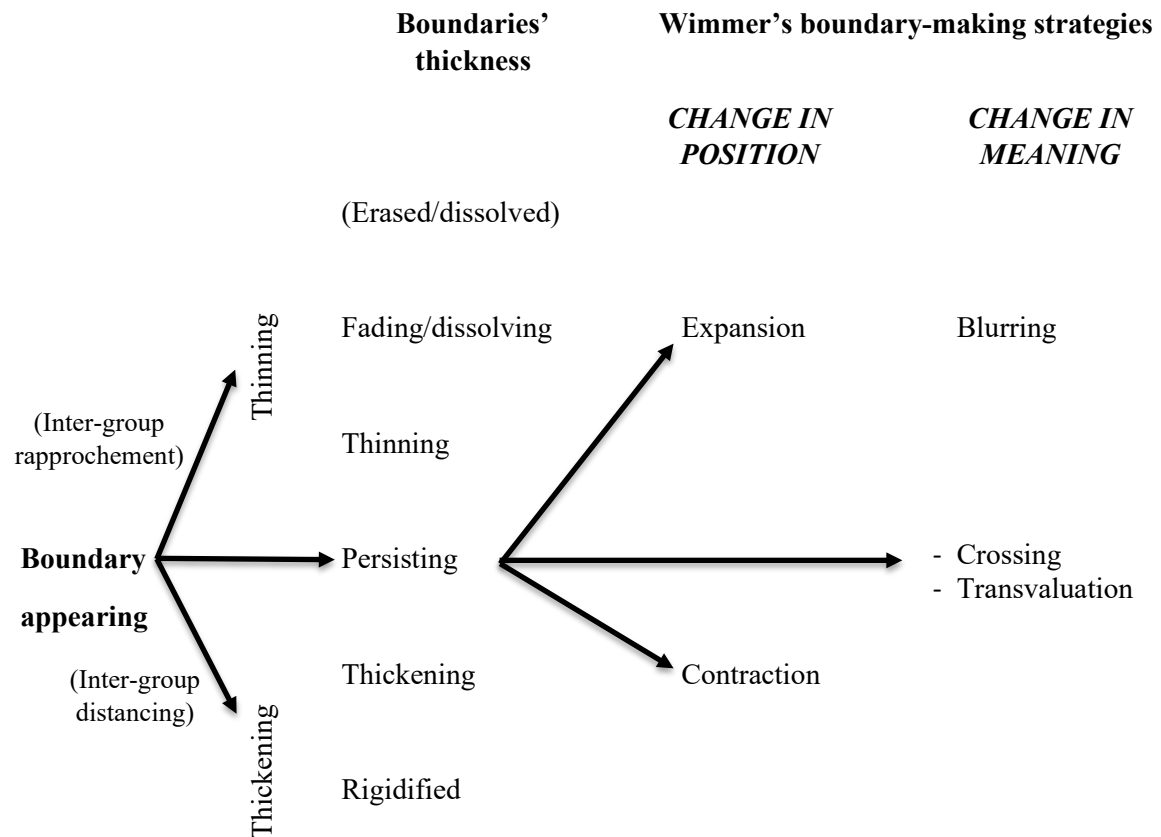 Boundaries’
thickness
Wimmer’s boundary-making strategies
CHANGE IN
POSITION
CHANGE IN
MEANING
(Erased/dissolved)
Thinning
Fading/dissolving
Expansion
Blurring
(Inter-group
rapprochement)
Thinning
Boundary
appearing
Persisting
- Crossing
- Transvaluation
(Inter-group
distancing)
Thickening
Contraction
Thickening
Rigidified